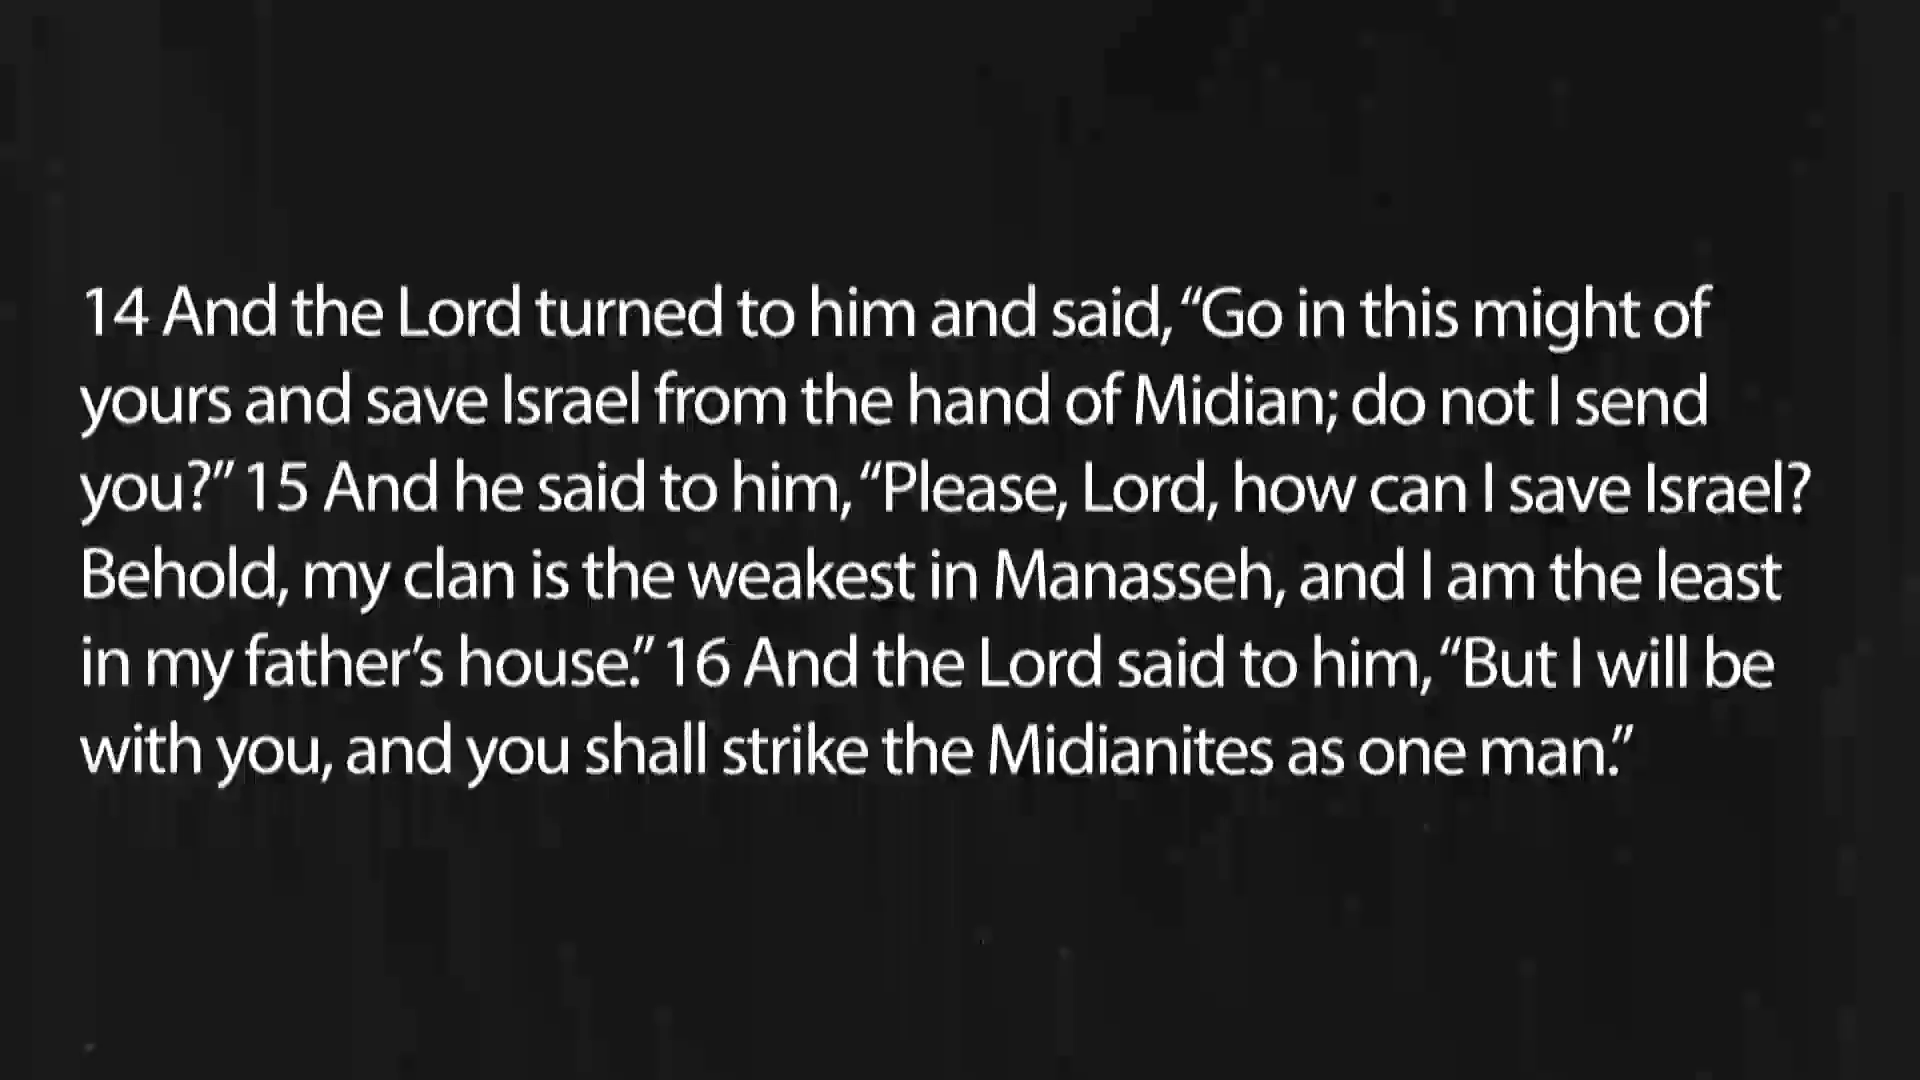 14 And the Lord turned to him and said, “Go in this might of
yours and save Israel from the hand of Midian; do not I send
you?” 15 And he said to him, “Please, Lord, how can I save Israel?
Behold, my clan is the weakest in Manasseh, and I am the least
in my father’s house.” 16 And the Lord said to him, “But I will be
with you, and you shall strike the Midianites as one man.”